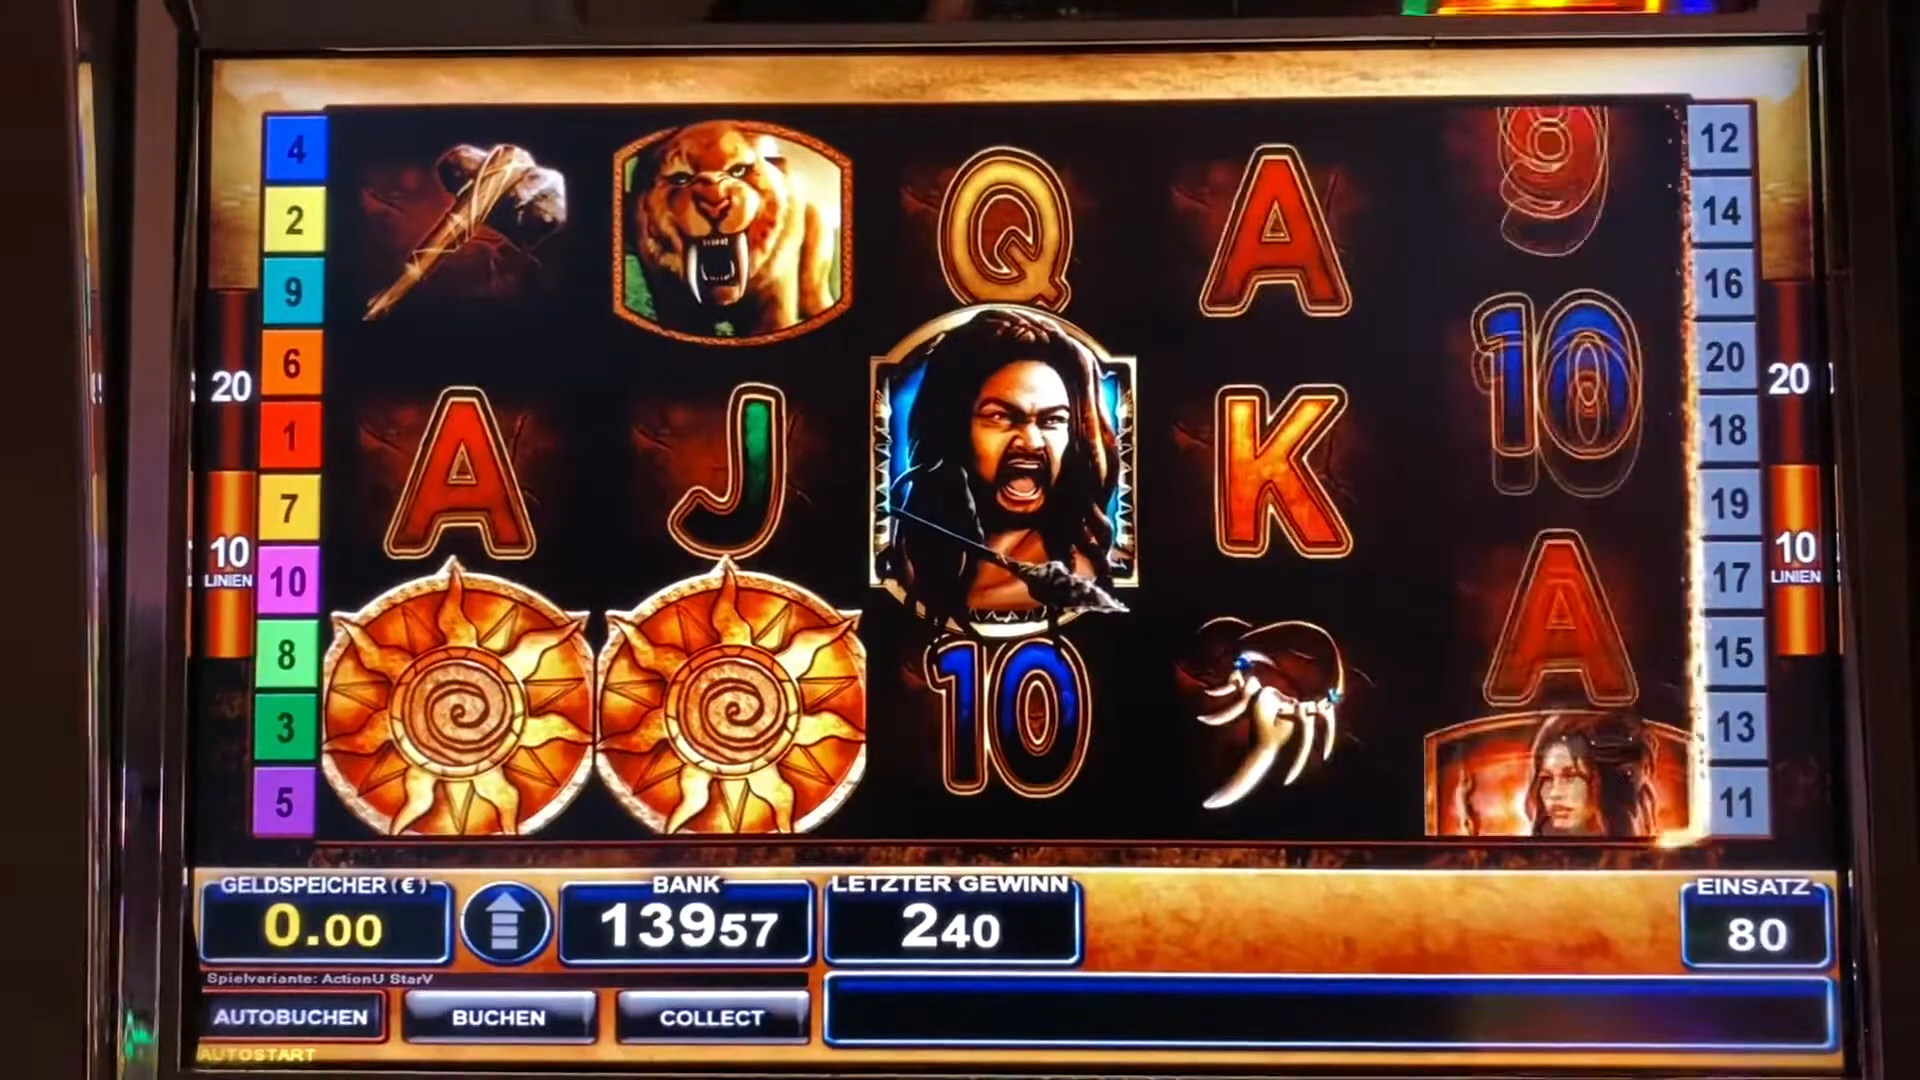 4
2
9
6
1
7
10
8
3
5
20
10
LINIEN
Q
A
9
A
J
K
10
10
A
12
14
16
20
18
19
17
15
13
11
20
10
LINIEN
GELDSPEICHER (€)
0.00
BANK
13957
LETZTER GEWINN
240
EINSATZ
80
Spielvariante: ActionU StarV
AUTOBUCHEN
BUCHEN
COLLECT
AUTOSTART